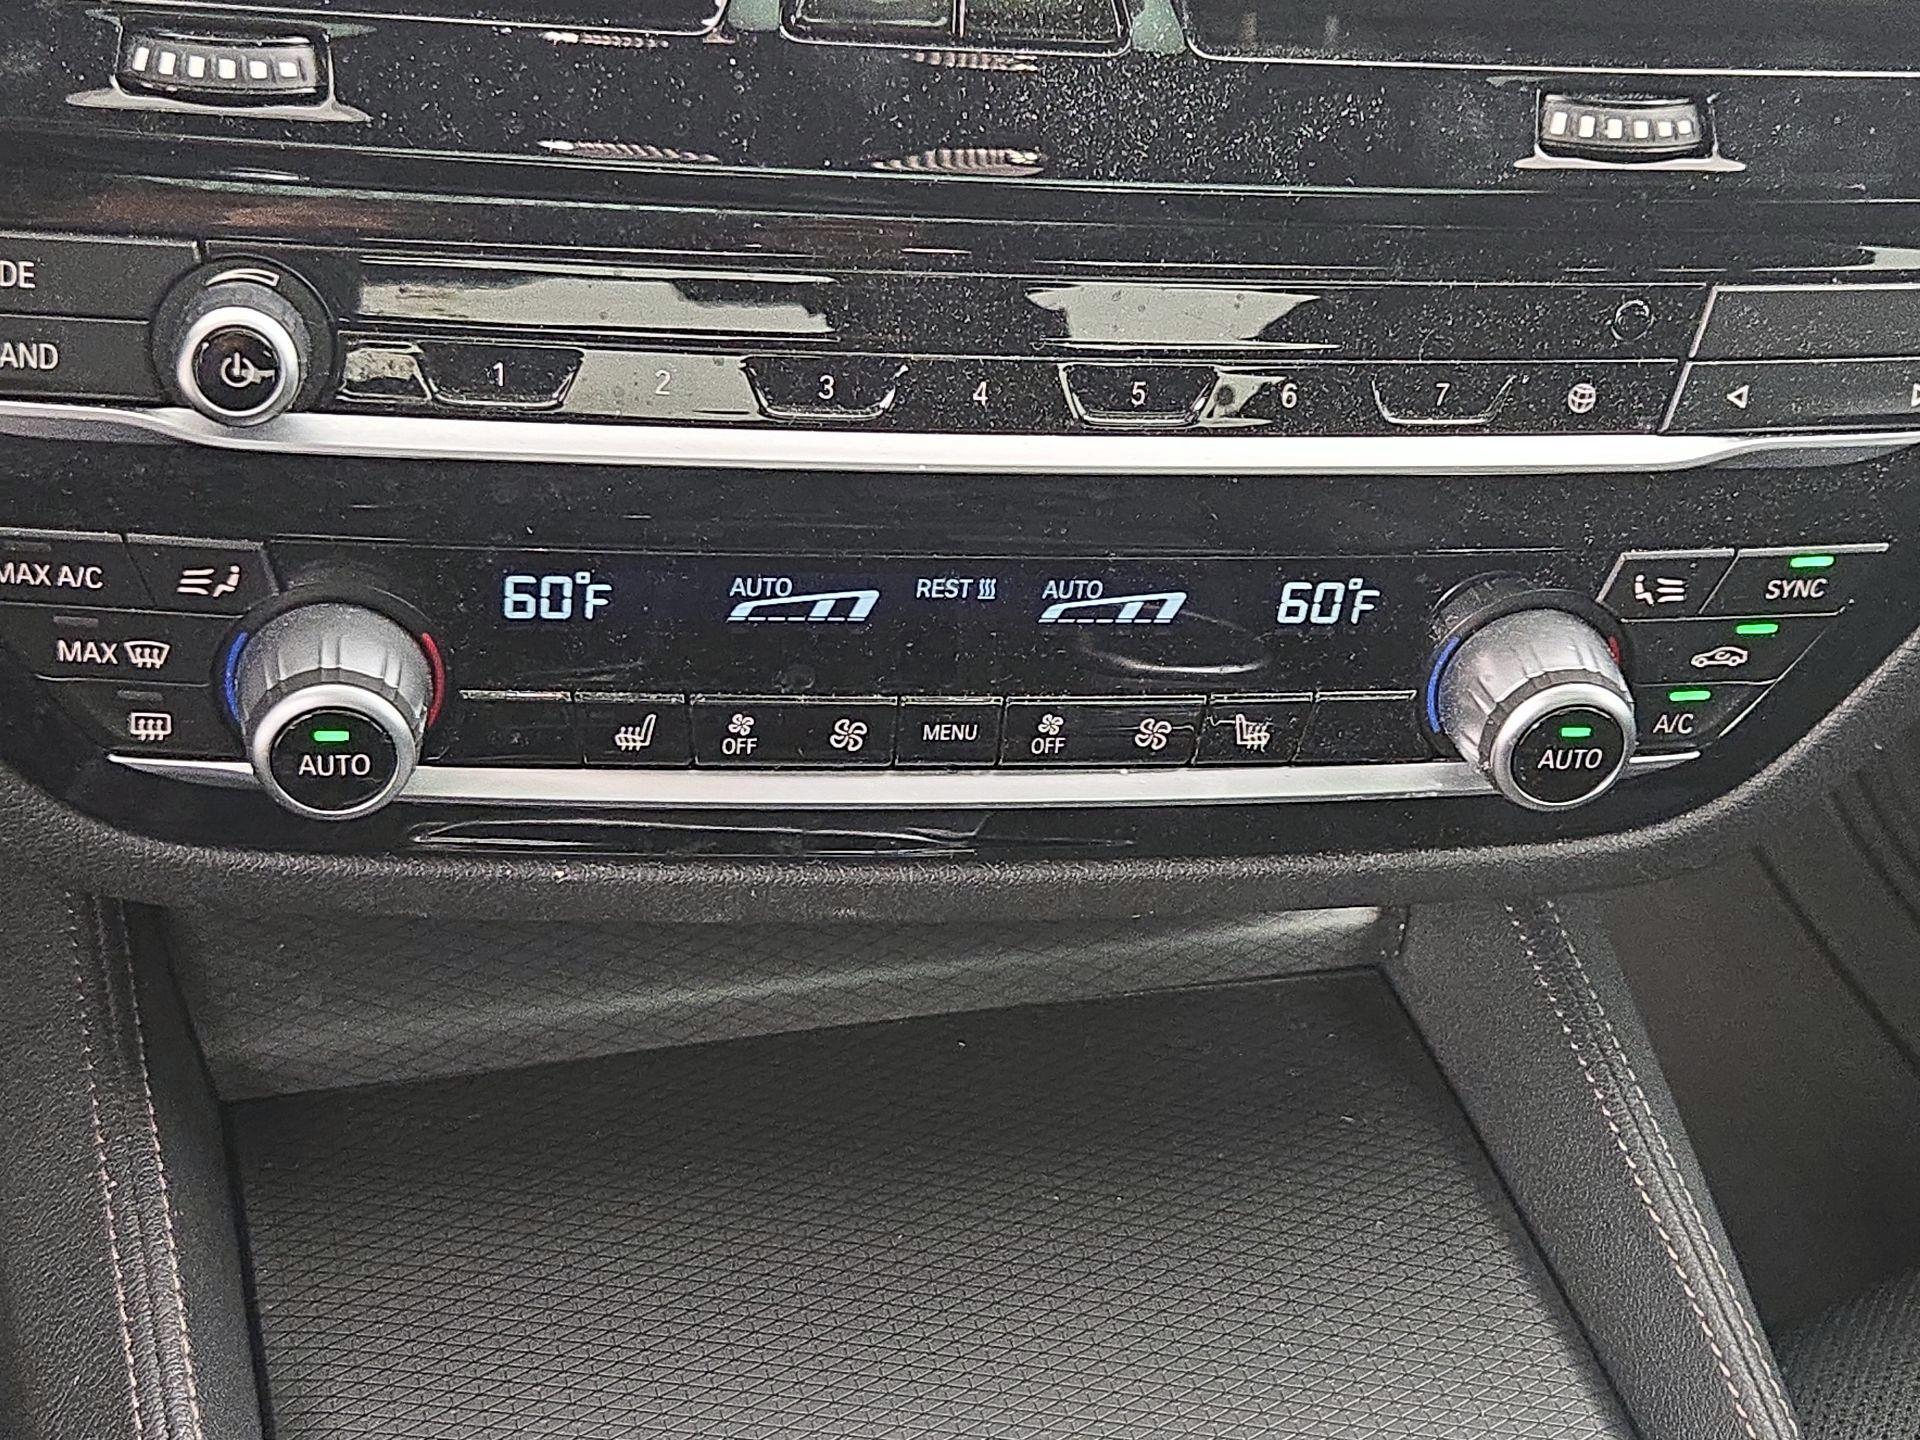 DE
AND
1 2 3 4 5 6 7
60°F AUTO REST AUTO 60°F
MAX A/C
SYNC
MAX
A/C
AUTO
OFF
MENU
OFF
AUTO